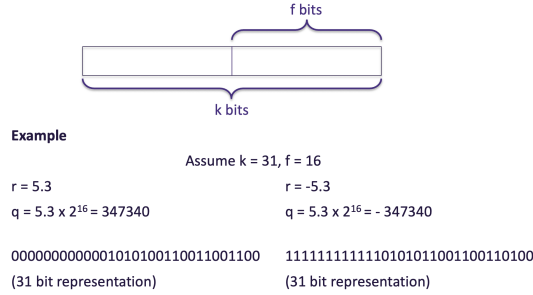 f bits
k bits
Example
Assume k = 31, f = 16
r = 5.3
r = -5.3
q = 5.3 x 2¹⁶ = 347340
q = 5.3 x 2¹⁶ = - 347340
0000000000001010100110011001100
1111111111110101011001100110100
(31 bit representation)
(31 bit representation)